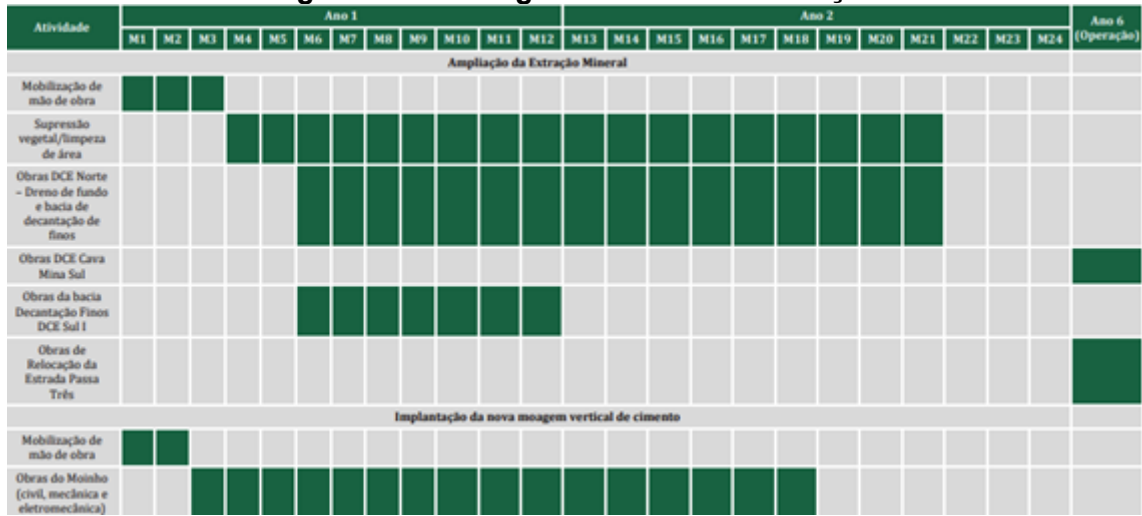 Atividade
Ano 1
Ano 2
Ano 6
(Operação)
M1 M2 M3 M4 M5 M6 M7 M8 M9 M10 M11 M12 M13 M14 M15 M16 M17 M18 M19 M20 M21 M22 M23 M24
Ampliação da Extração Mineral
Mobilização de
mão de obra
Supressão
vegetal/limpeza
de área
Obras DCE Norte
– Dreno de fundo
e bacia de
decantação de
finos
Obras DCE Cava
Mina Sul
Obras da bacia
Decantação Finos
DCE Sul I
Obras de
Relocação da
Estrada Passa
Três
Implantação da nova moagem vertical de cimento
Mobilização de
mão de obra
Obras do Moinho
(civil, mecânica e
eletromecânica)